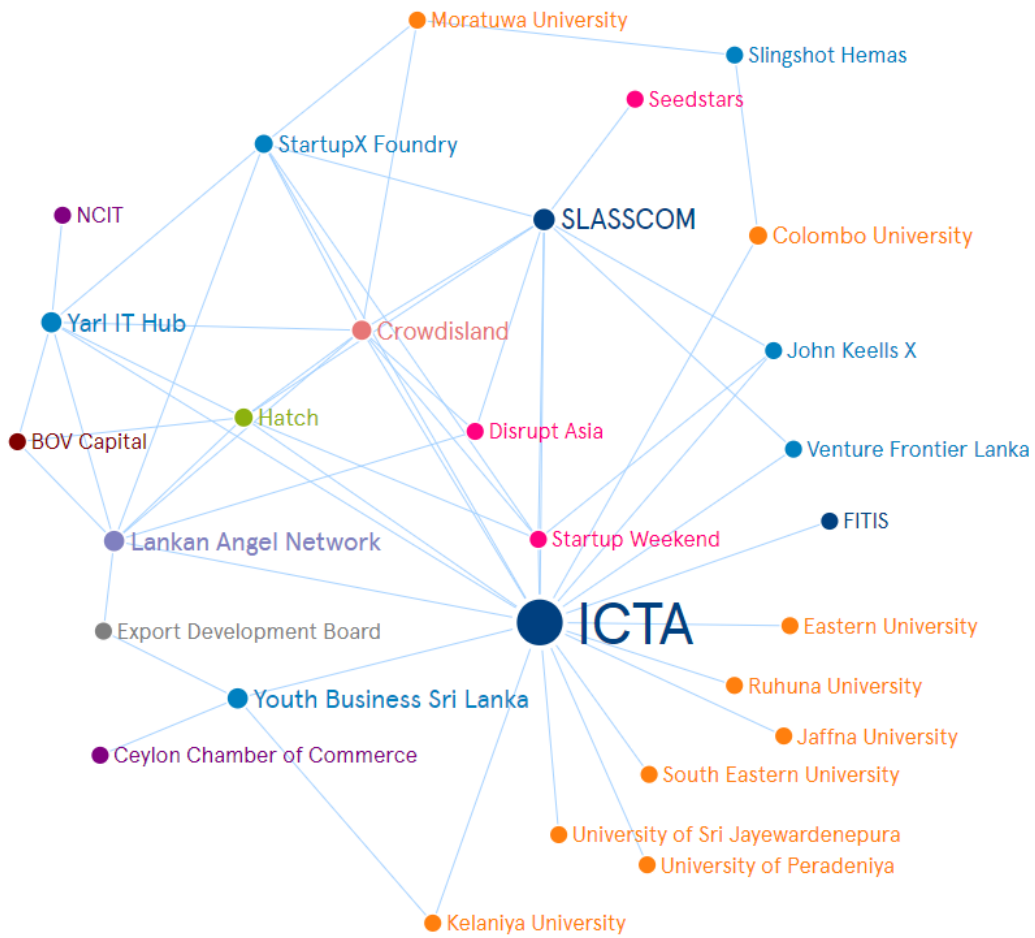 Moratuwa University
Slingshot Hemas
Seedstars
StartupX Foundry
NCIT
SLASSCOM
Colombo University
Yarl IT Hub
Crowdisland
John Keells X
Hatch
Disrupt Asia
BOV Capital
Venture Frontier Lanka
FITIS
Lankan Angel Network
Startup Weekend
ICTA
Export Development Board
Eastern University
Ruhuna University
Youth Business Sri Lanka
Jaffna University
Ceylon Chamber of Commerce
South Eastern University
University of Sri Jayewardenepura
University of Peradeniya
Kelaniya University